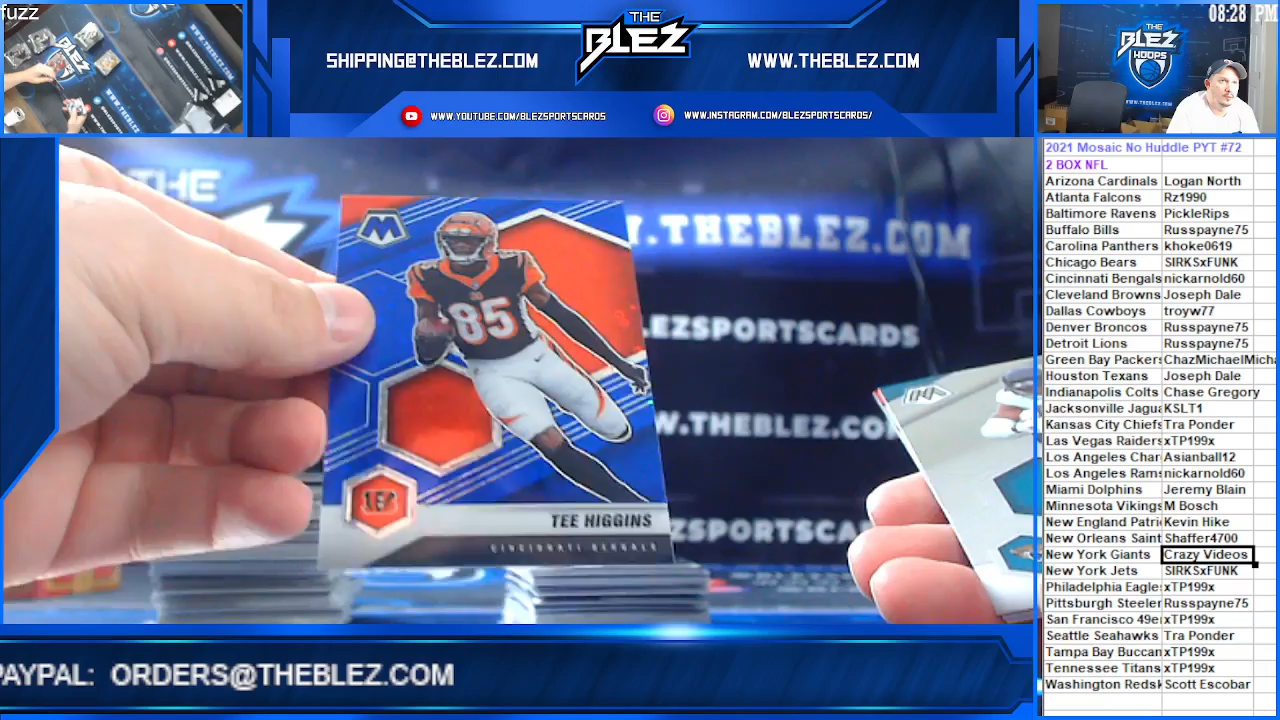 fuzz
THE
BLEZ
SHIPPING@THEBLEZ.COM
WWW.THEBLEZ.COM
WWW.YOUTUBE.COM/BLEZSPORTSCARDS
WWW.INSTAGRAM.COM/BLEZSPORTSCARDS/
08:28 PM
THE
BLEZ
HOOPS
THE
W.THEBLEZ.COM
LEZSPORTSCARDS
W.THEBLEZ.CO
ZSPORTSCA
M
85
TEE HIGGINS
CINCINNATI BENGALS
PAYPAL: ORDERS@THEBLEZ.COM
2021 Mosaic No Huddle PYT #72
2 BOX NFL
Arizona Cardinals Logan North
Atlanta Falcons Rz1990
Baltimore Ravens PickleRips
Buffalo Bills Russpayne75
Carolina Panthers khoke0619
Chicago Bears SIRKSxFUNK
Cincinnati Bengals nickarnold60
Cleveland Browns Joseph Dale
Dallas Cowboys troyw77
Denver Broncos Russpayne75
Detroit Lions Russpayne75
Green Bay Packers ChazMichaelMicha
Houston Texans Joseph Dale
Indianapolis Colts Chase Gregory
Jacksonville Jagua KSLT1
Kansas City Chiefs Tra Ponder
Las Vegas Raiders xTP199x
Los Angeles Char Asianball12
Los Angeles Rams nickarnold60
Miami Dolphins Jeremy Blain
Minnesota Vikings M Bosch
New England Patri Kevin Hike
New Orleans Saint Shaffer4700
New York Giants Crazy Videos
New York Jets SIRKSxFUNK
Philadelphia Eagle xTP199x
Pittsburgh Steeler Russpayne75
San Francisco 49e xTP199x
Seattle Seahawks Tra Ponder
Tampa Bay Buccan xTP199x
Tennessee Titans xTP199x
Washington Redsk Scott Escobar